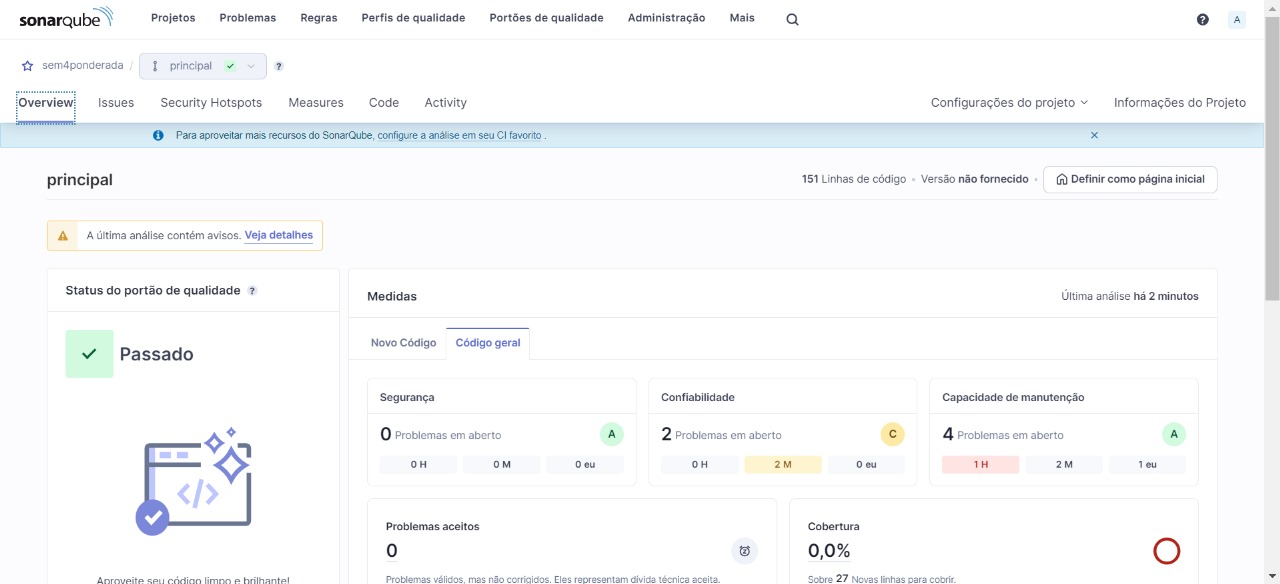 sonarqube Projetos Problemas Regras Perfis de qualidade Portões de qualidade Administração Mais ? A
sem4ponderada / principal ?
Overview Issues Security Hotspots Measures Code Activity Configurações do projeto Informações do Projeto
Para aproveitar mais recursos do SonarQube, configure a análise em seu CI favorito .
principal 151 Linhas de código • Versão não fornecido • Definir como página inicial
A última análise contém avisos. Veja detalhes
Status do portão de qualidade ?
Passado
Aproveite seu código limpo e brilhante!
Medidas Última análise há 2 minutos
Novo Código Código geral
Segurança
0 Problemas em aberto A
0 H 0 M 0 eu
Confiabilidade
2 Problemas em aberto C
0 H 2 M 0 eu
Capacidade de manutenção
4 Problemas em aberto A
1 H 2 M 1 eu
Problemas aceitos
0
Problemas válidos, mas não corrigidos. Eles representam dívida técnica aceita.
Cobertura
0,0%
Sobre 27 Novas linhas para cobrir.